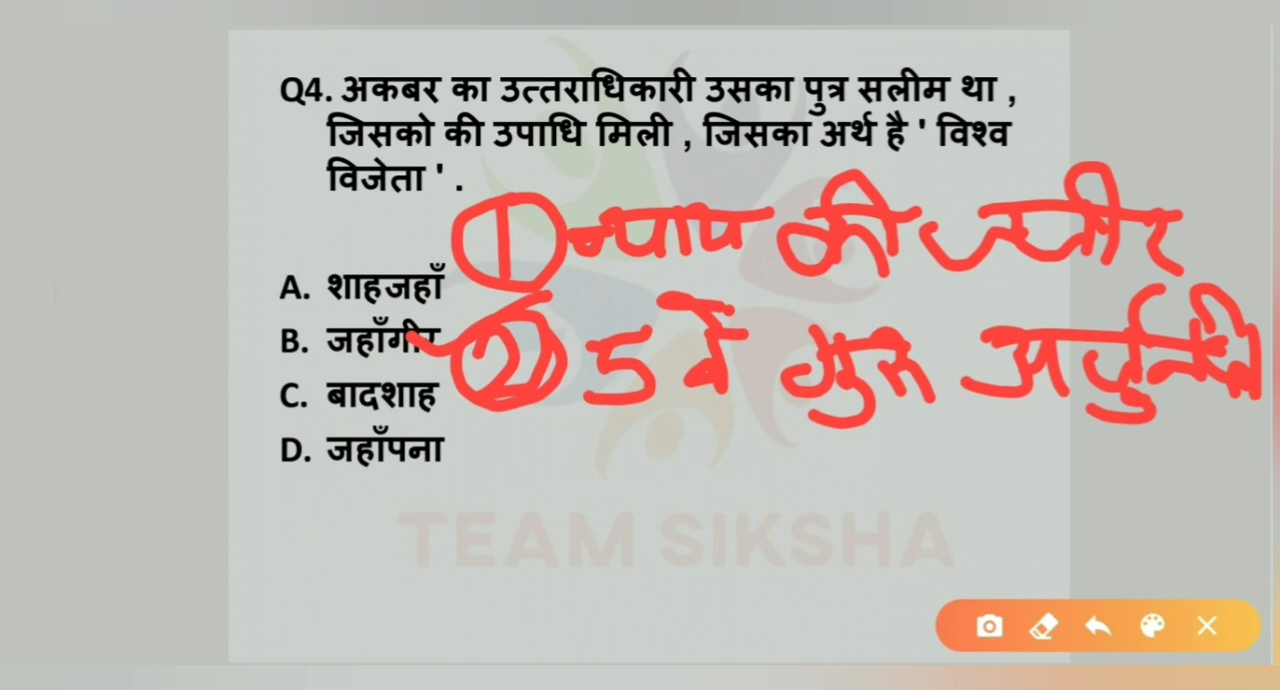 Q4. अकबर का उत्तराधिकारी उसका पुत्र सलीम था ,
जिसको की उपाधि मिली , जिसका अर्थ है ' विश्व
विजेता ' .
① न्याय की जंजीर
A. शाहजहाँ
B. जहाँगीर
② 5 वें गुरु अर्जुन
C. बादशाह
D. जहाँपना
TEAM SIKSHA